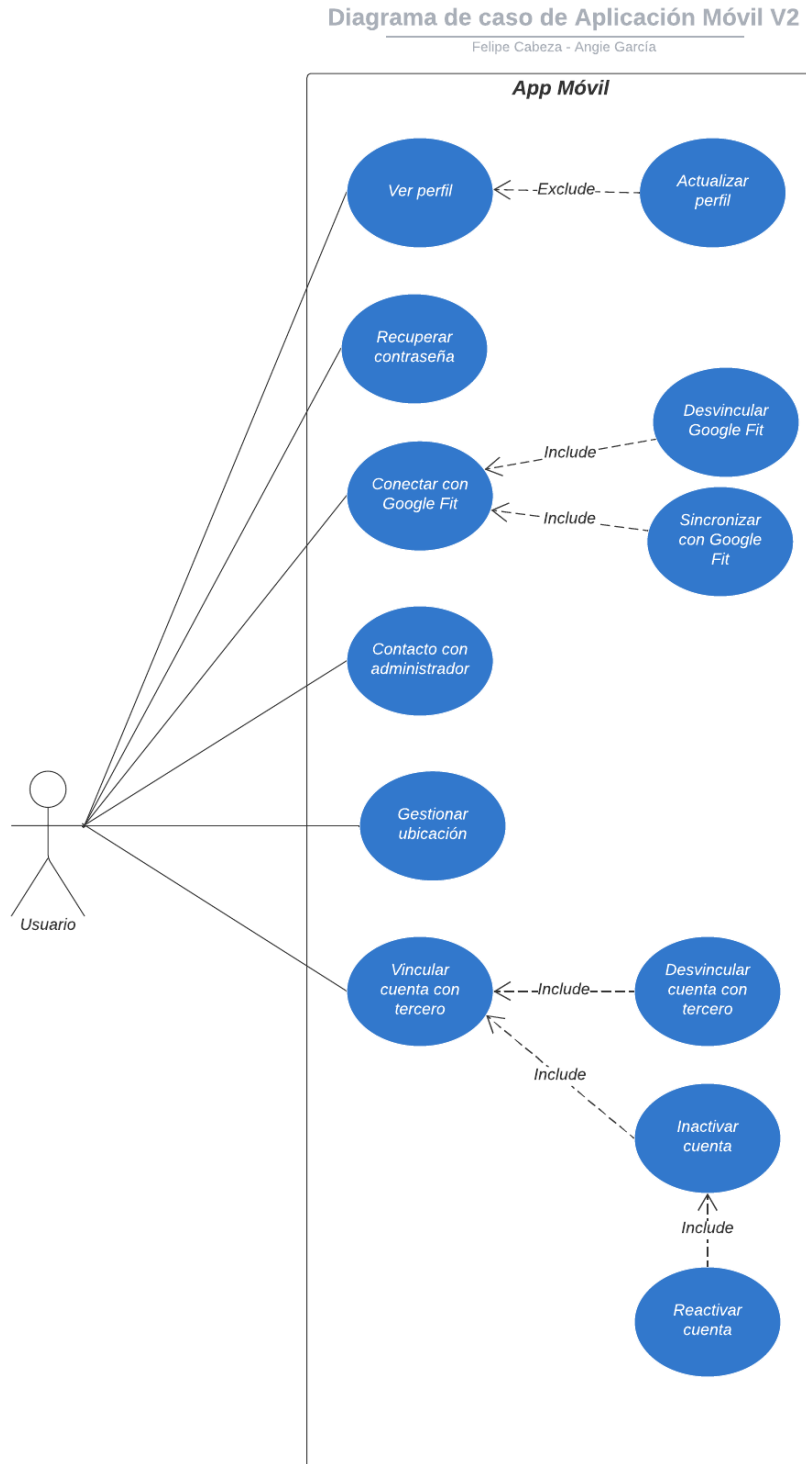 Diagrama de caso de Aplicación Móvil V2
Felipe Cabeza - Angie García
App Móvil
Ver perfil
Exclude
Actualizar
perfil
Recuperar
contraseña
Desvincular
Google Fit
Include
Conectar con
Google Fit
Include
Sincronizar
con Google
Fit
Contacto con
administrador
Gestionar
ubicación
Usuario
Vincular
cuenta con
tercero
Include
Desvincular
cuenta con
tercero
Include
Inactivar
cuenta
Include
Reactivar
cuenta